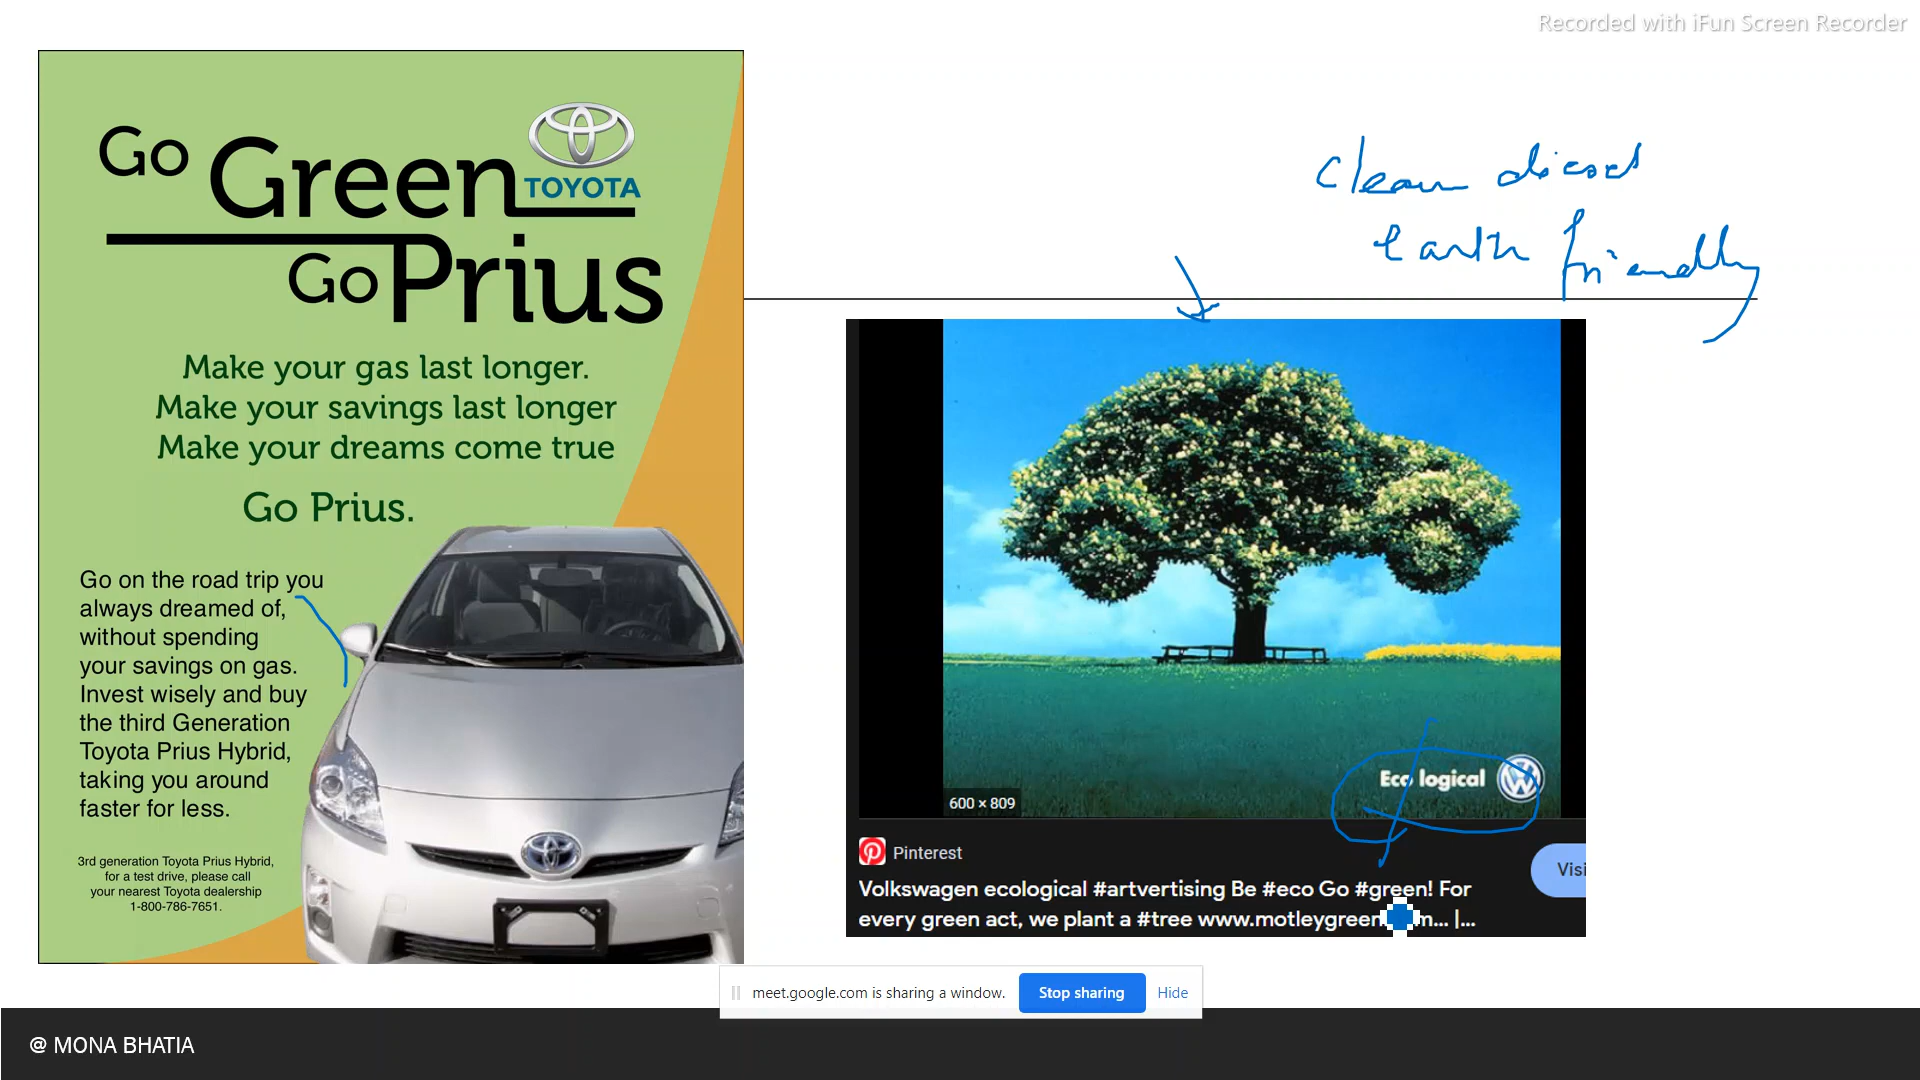 Recorded with iFun Screen Recorder
Go Green
TOYOTA
Go Prius
Make your gas last longer.
Make your savings last longer
Make your dreams come true
Go Prius.
Go on the road trip you
always dreamed of,
without spending
your savings on gas.
Invest wisely and buy
the third Generation
Toyota Prius Hybrid,
taking you around
faster for less.
3rd generation Toyota Prius Hybrid,
for a test drive, please call
your nearest Toyota dealership
1-800-786-7651.
clean diesel
earth friendly
Eco logical
600 × 809
Pinterest
Visi
Volkswagen ecological #artvertising Be #eco Go #green! For
every green act, we plant a #tree www.motleygreen m... |...
meet.google.com is sharing a window.
Stop sharing
Hide
@ MONA BHATIA